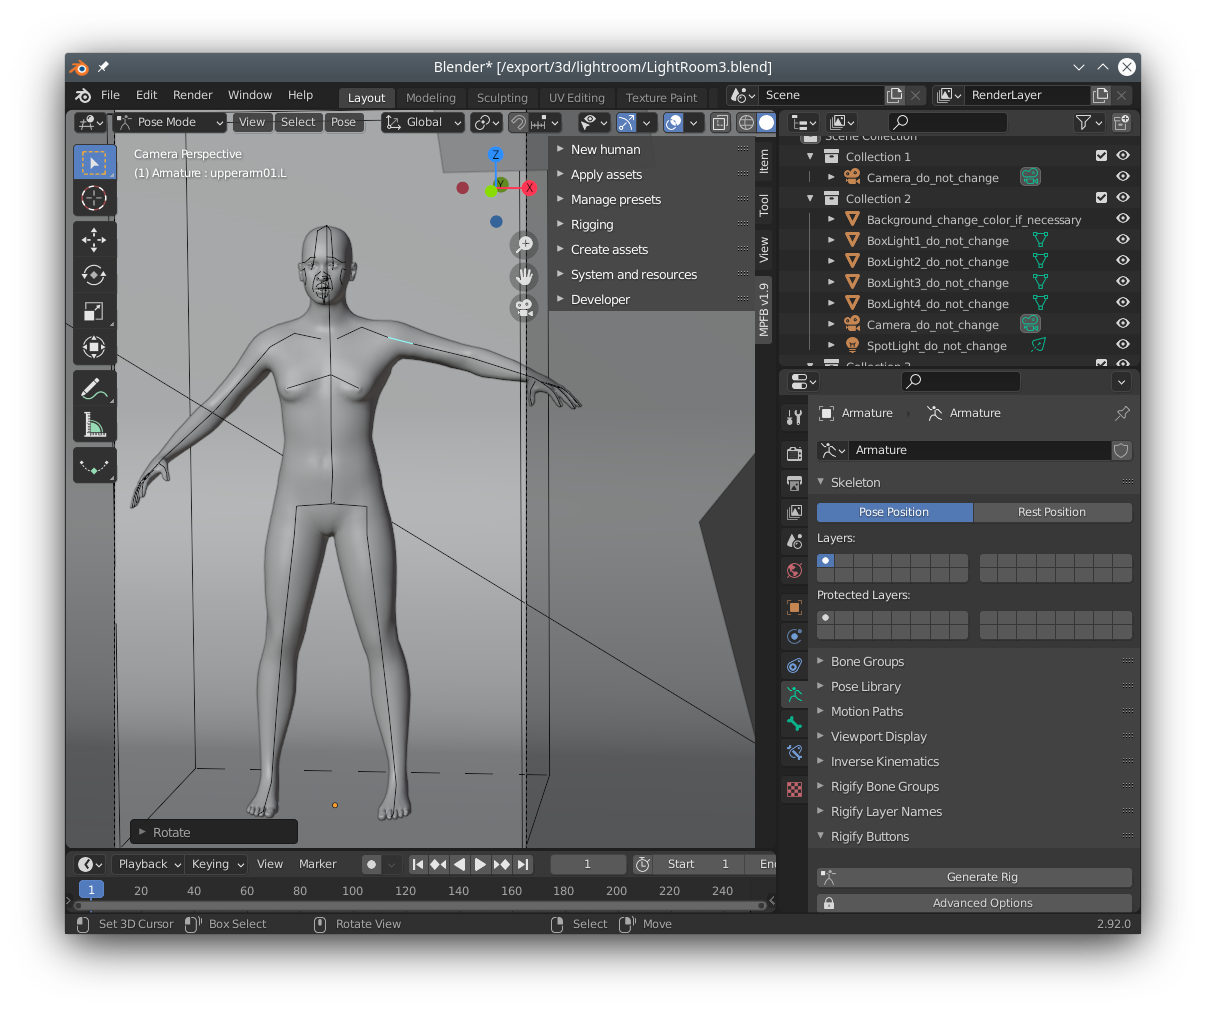 Blender* [/export/3d/lightroom/LightRoom3.blend]
File Edit Render Window Help Layout Modeling Sculpting UV Editing Texture Paint Scene RenderLayer
Pose Mode View Select Pose Global
Camera Perspective
(1) Armature : upperarm01.L
Z
Y
X
New human
Apply assets
Manage presets
Rigging
Create assets
System and resources
Developer
Item
Tool
View
MPFB v1.9
Rotate
Scene Collection
Collection 1
Camera_do_not_change
Collection 2
Background_change_color_if_necessary
BoxLight1_do_not_change
BoxLight2_do_not_change
BoxLight3_do_not_change
BoxLight4_do_not_change
Camera_do_not_change
SpotLight_do_not_change
Armature Armature
Armature
Skeleton
Pose Position Rest Position
Layers:
Protected Layers:
Bone Groups
Pose Library
Motion Paths
Viewport Display
Inverse Kinematics
Rigify Bone Groups
Rigify Layer Names
Rigify Buttons
Generate Rig
Advanced Options
Playback Keying View Marker 1 Start 1 En
1 20 40 60 80 100 120 140 160 180 200 220 240
Set 3D Cursor Box Select Rotate View Select Move 2.92.0